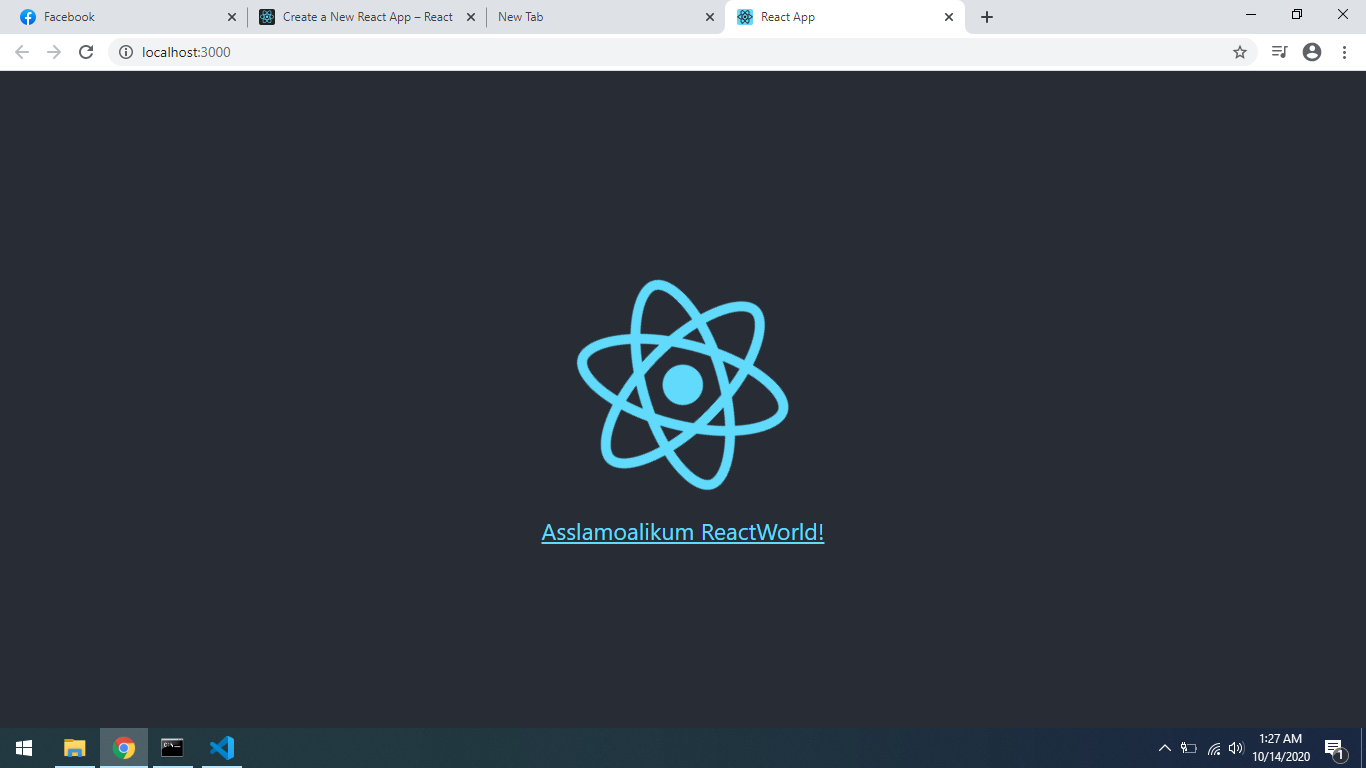 Facebook
Create a New React App – React
New Tab
React App
localhost:3000
Asslamoalikum ReactWorld!
1:27 AM
10/14/2020
1